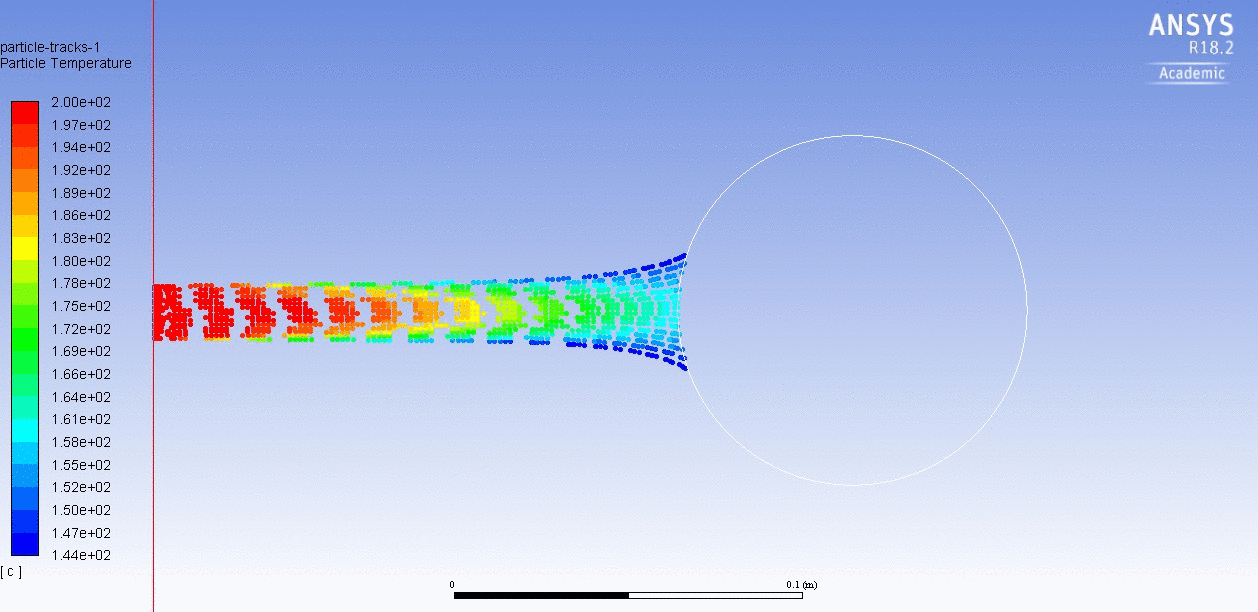 ANSYS
R18.2
Academic
particle-tracks-1
Particle Temperature
2.00e+02
1.97e+02
1.94e+02
1.92e+02
1.89e+02
1.86e+02
1.83e+02
1.80e+02
1.78e+02
1.75e+02
1.72e+02
1.69e+02
1.66e+02
1.64e+02
1.61e+02
1.58e+02
1.55e+02
1.52e+02
1.50e+02
1.47e+02
1.44e+02
[ c ]
0 0.1 (m)